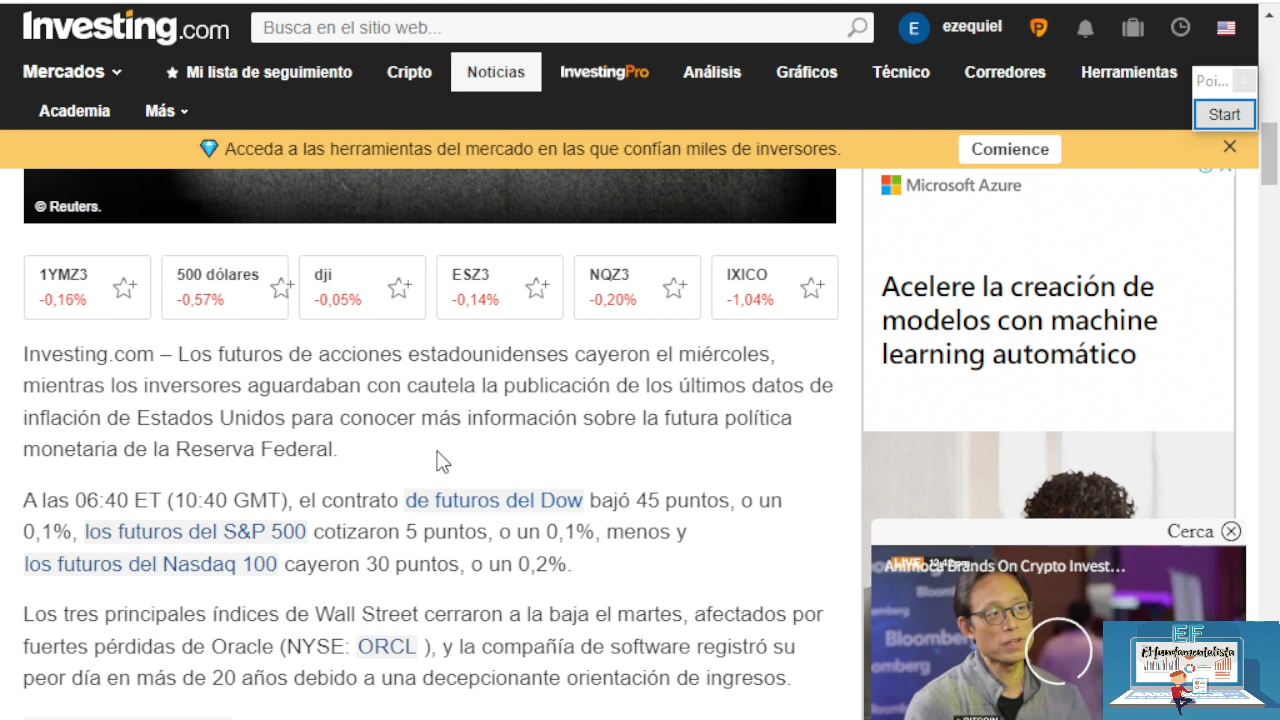 Investing.com
Busca en el sitio web...
E
ezequiel
Mercados
Mi lista de seguimiento
Cripto
Noticias
InvestingPro
Análisis
Gráficos
Técnico
Corredores
Herramientas
Poi...
Start
Academia
Más
Acceda a las herramientas del mercado en las que confían miles de inversores.
Comience
© Reuters.
Microsoft Azure
Acelere la creación de
modelos con machine
learning automático
1YMZ3
-0,16%
500 dólares
-0,57%
dji
-0,05%
ESZ3
-0,14%
NQZ3
-0,20%
IXICO
-1,04%
Investing.com – Los futuros de acciones estadounidenses cayeron el miércoles,
mientras los inversores aguardaban con cautela la publicación de los últimos datos de
inflación de Estados Unidos para conocer más información sobre la futura política
monetaria de la Reserva Federal.
A las 06:40 ET (10:40 GMT), el contrato de futuros del Dow bajó 45 puntos, o un
0,1%, los futuros del S&P 500 cotizaron 5 puntos, o un 0,1%, menos y
los futuros del Nasdaq 100 cayeron 30 puntos, o un 0,2%.
Los tres principales índices de Wall Street cerraron a la baja el martes, afectados por
fuertes pérdidas de Oracle (NYSE: ORCL ), y la compañía de software registró su
peor día en más de 20 años debido a una decepcionante orientación de ingresos.
Cerca
Animoca Brands On Crypto Invest...
LIVE
Bloomberg
Bloomberg
BITCOIN
EF
El fundamentalista